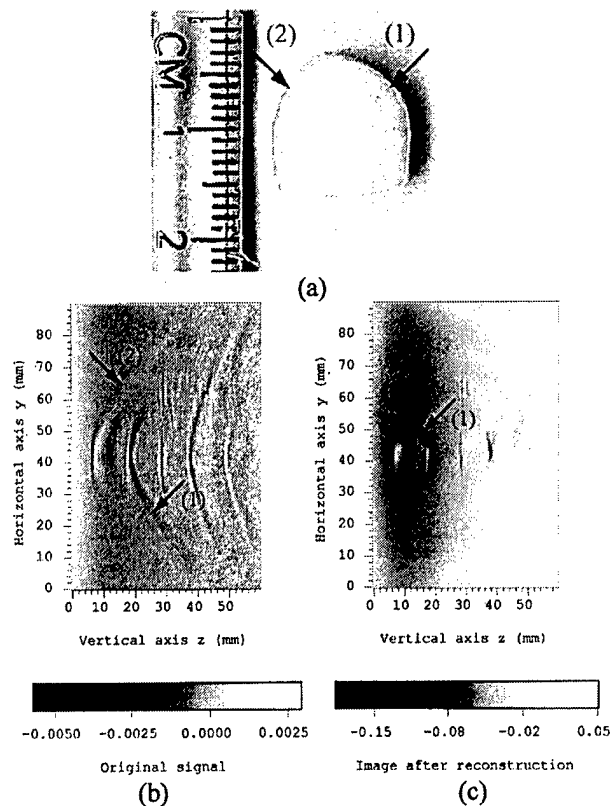 (2) (1)
CM
1
2
(a)
Horizontal axis y (mm)
80
70
60
50
40
30
20
10
0
(2)
(1)
0 10 20 30 40 50
Vertical axis z (mm)
Horizontal axis y (mm)
80
70
60
50
40
30
20
10
0
(1)
0 10 20 30 40 50
Vertical axis z (mm)
-0.0050 -0.0025 0.0000 0.0025
Original signal
(b)
-0.15 -0.08 -0.02 0.05
Image after reconstruction
(c)